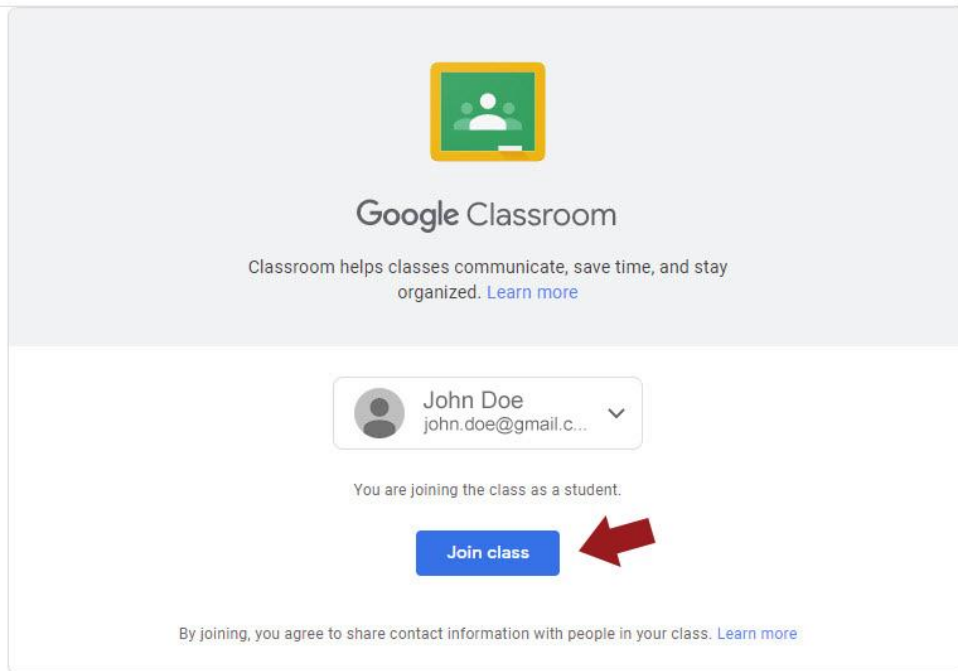 Google Classroom
Classroom helps classes communicate, save time, and stay
organized. Learn more
John Doe
john.doe@gmail.c...
You are joining the class as a student.
Join class
By joining, you agree to share contact information with people in your class. Learn more